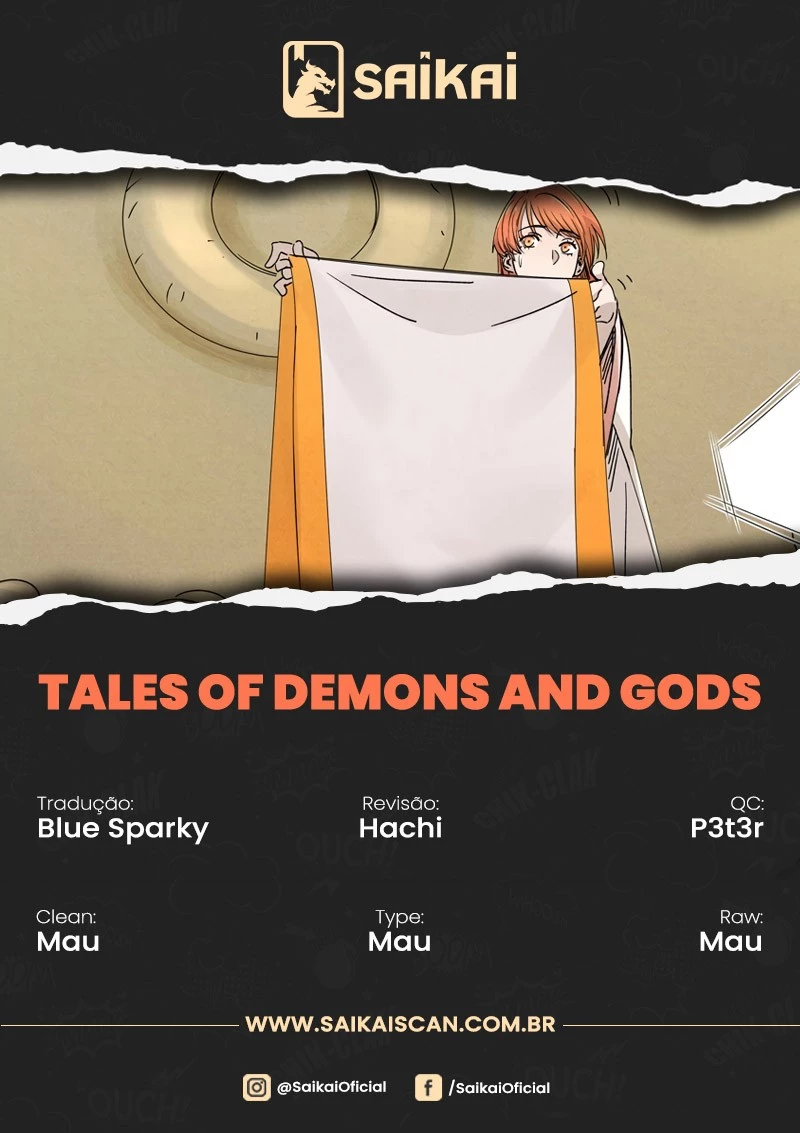 SAIKAI
TALES OF DEMONS AND GODS
Tradução:
Blue Sparky
Revisão:
Hachi
QC:
P3t3r
Clean:
Mau
Type:
Mau
Raw:
Mau
WWW.SAIKAISCAN.COM.BR
@SaikaiOficial
/SaikaiOficial